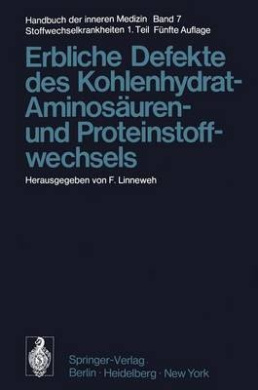 Handbuch der inneren Medizin Band 7
Stoffwechselkrankheiten 1. Teil Fünfte Auflage
Erbliche Defekte
des Kohlenhydrat-
Aminosäuren-
und Proteinstoff-
wechsels
Herausgegeben von F. Linneweh
Springer-Verlag
Berlin · Heidelberg · New York